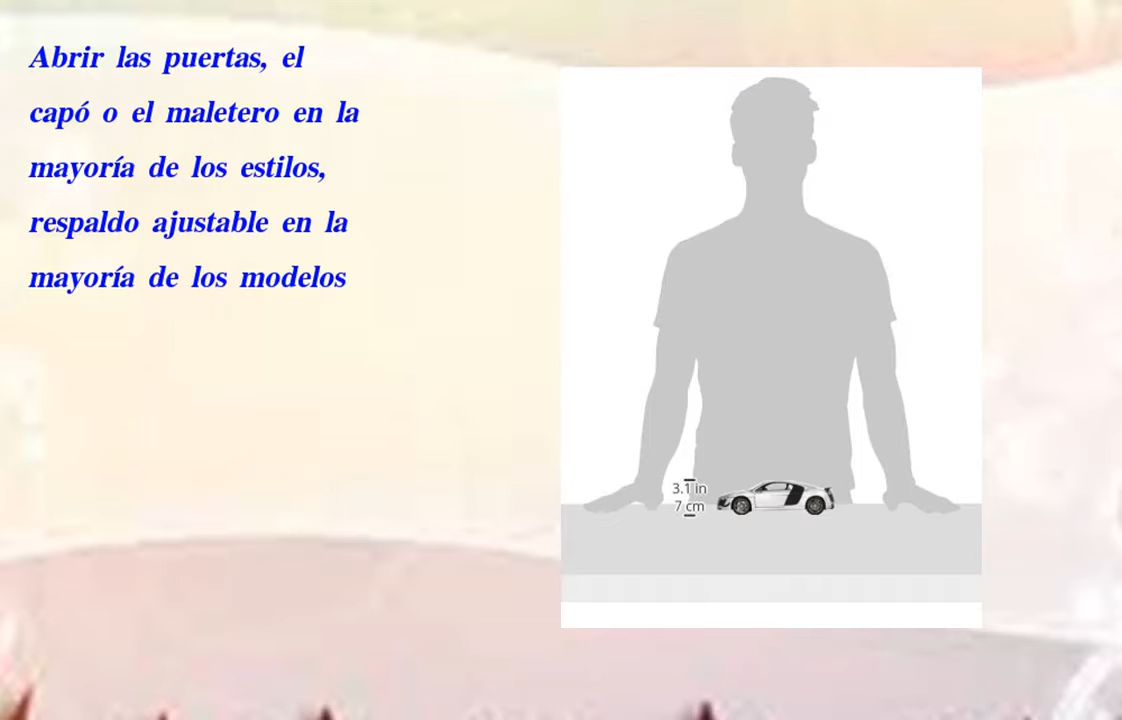 Abrir las puertas, el
capó o el maletero en la
mayoría de los estilos,
respaldo ajustable en la
mayoría de los modelos
3.1 in
7 cm